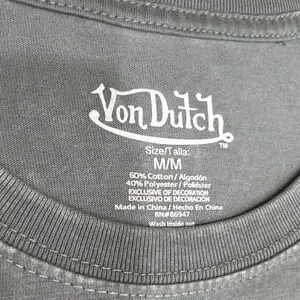 Von Dutch
TM
Size/Talla:
M/M
60% Cotton / Algodón
40% Polyester / Poliéster
EXCLUSIVE OF DECORATION
EXCLUSIVO DE DECORACIÓN
Made in China / Hecho En China
RN# 86947
Wash inside out